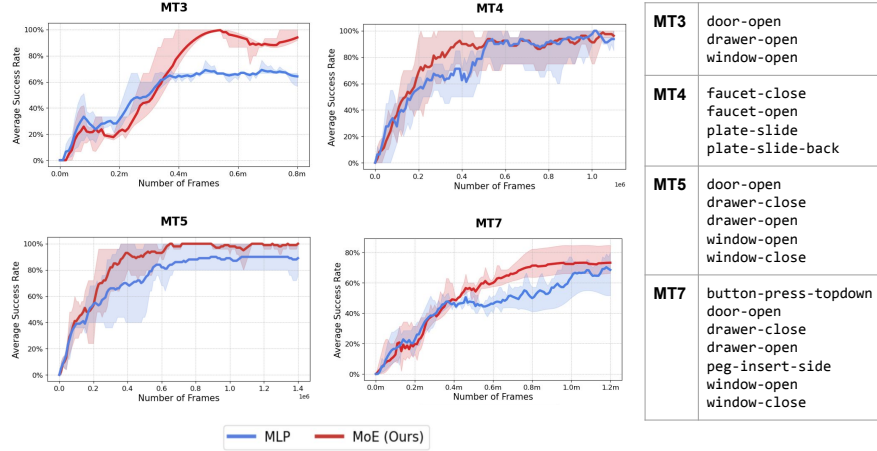 MT3
Average Success Rate
100%
80%
60%
40%
20%
0%
0.0m
0.2m
0.4m
0.6m
0.8m
Number of Frames
MT4
Average Success Rate
100%
80%
60%
40%
20%
0%
0.0
0.2
0.4
0.6
0.8
1.0
1e6
Number of Frames
MT5
Average Success Rate
100%
80%
60%
40%
20%
0%
0.0
0.2
0.4
0.6
0.8
1.0
1.2
1.4
1e6
Number of Frames
MT7
Average Success Rate
80%
60%
40%
20%
0%
0.0m
0.2m
0.4m
0.6m
0.8m
1.0m
1.2m
Number of Frames
MLP
MoE (Ours)
MT3
door-open
drawer-open
window-open
MT4
faucet-close
faucet-open
plate-slide
plate-slide-back
MT5
door-open
drawer-close
drawer-open
window-open
window-close
MT7
button-press-topdown
door-open
drawer-close
drawer-open
peg-insert-side
window-open
window-close